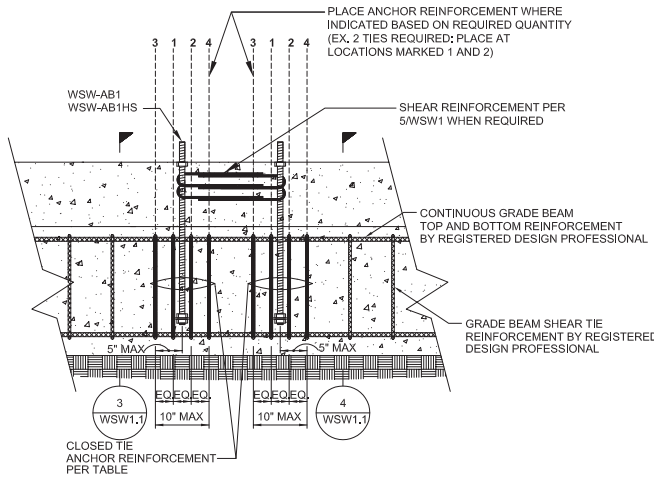 PLACE ANCHOR REINFORCEMENT WHERE
INDICATED BASED ON REQUIRED QUANTITY
(EX. 2 TIES REQUIRED: PLACE AT
LOCATIONS MARKED 1 AND 2)
3 1 2 4 3 1 2 4
WSW-AB1
WSW-AB1HS
SHEAR REINFORCEMENT PER
5/WSW1 WHEN REQUIRED
CONTINUOUS GRADE BEAM
TOP AND BOTTOM REINFORCEMENT
BY REGISTERED DESIGN PROFESSIONAL
GRADE BEAM SHEAR TIE
REINFORCEMENT BY REGISTERED
DESIGN PROFESSIONAL
5" MAX 5" MAX
EQ. EQ. EQ. EQ. EQ. EQ.
10" MAX 10" MAX
3
WSW1.1
4
WSW1.1
CLOSED TIE
ANCHOR REINFORCEMENT
PER TABLE